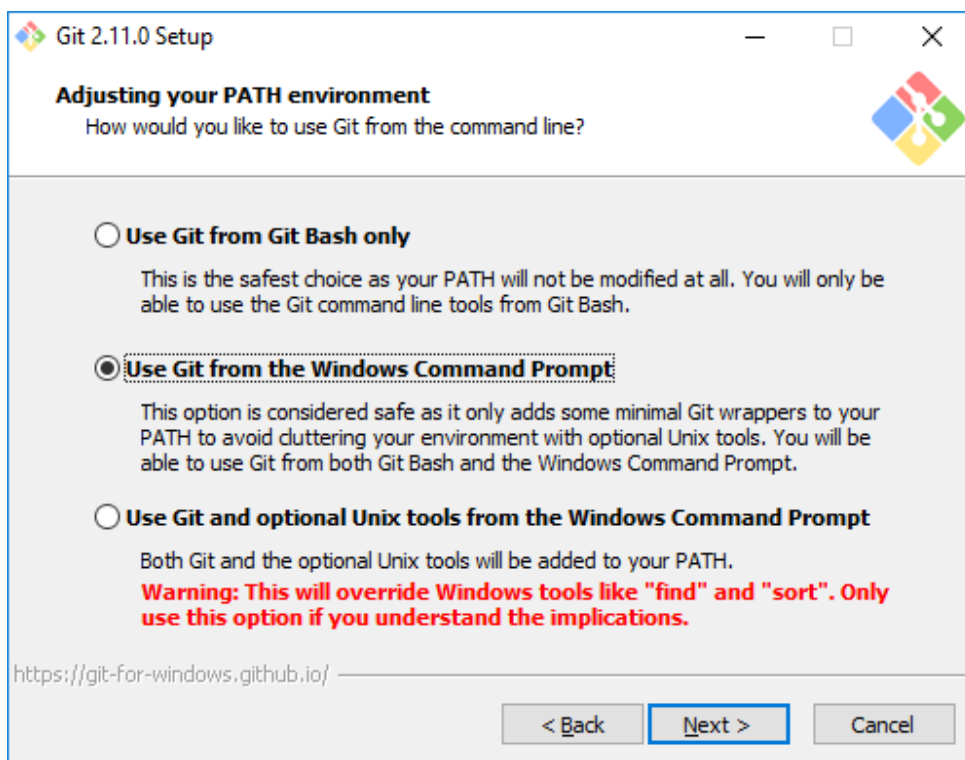 Git 2.11.0 Setup
Adjusting your PATH environment
How would you like to use Git from the command line?
Use Git from Git Bash only
This is the safest choice as your PATH will not be modified at all. You will only be
able to use the Git command line tools from Git Bash.
Use Git from the Windows Command Prompt
This option is considered safe as it only adds some minimal Git wrappers to your
PATH to avoid cluttering your environment with optional Unix tools. You will be
able to use Git from both Git Bash and the Windows Command Prompt.
Use Git and optional Unix tools from the Windows Command Prompt
Both Git and the optional Unix tools will be added to your PATH.
Warning: This will override Windows tools like "find" and "sort". Only
use this option if you understand the implications.
https://git-for-windows.github.io/
< Back Next > Cancel